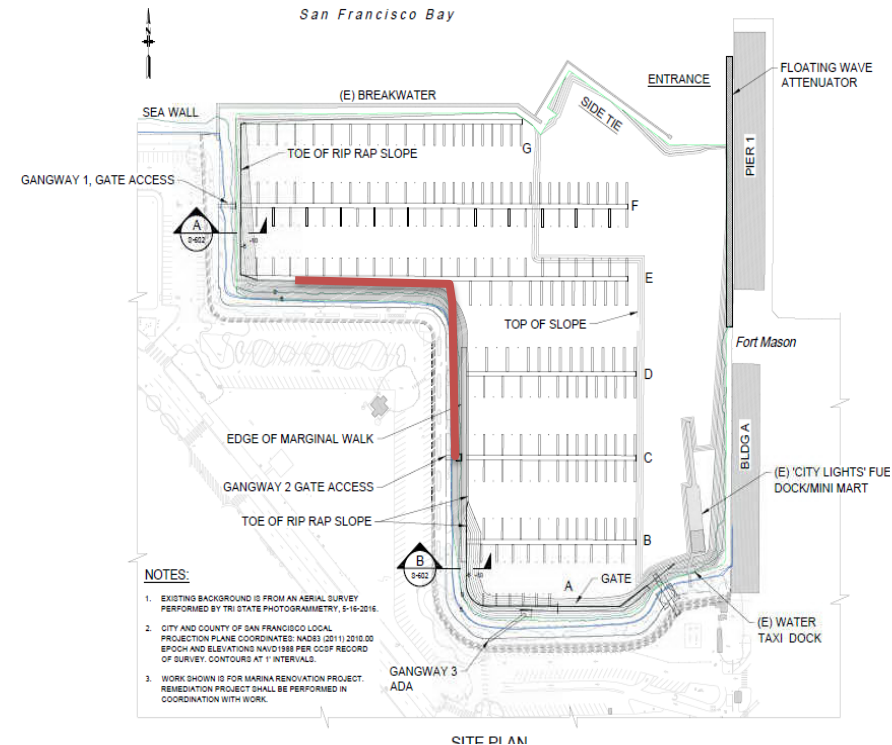 San Francisco Bay
(E) BREAKWATER
ENTRANCE
FLOATING WAVE
ATTENUATOR
SEA WALL
SIDE TIE
PIER 1
TOE OF RIP RAP SLOPE
G
GANGWAY 1, GATE ACCESS
F
A
S-602
E
TOP OF SLOPE
Fort Mason
D
EDGE OF MARGINAL WALK
BLDG A
C
(E) 'CITY LIGHTS' FUE
DOCK/MINI MART
GANGWAY 2 GATE ACCESS
TOE OF RIP RAP SLOPE
B
B
S-602
A
GATE
NOTES:
1. EXISTING BACKGROUND IS FROM AN AERIAL SURVEY
PERFORMED BY TRI STATE PHOTOGRAMMETRY, 5-16-2016.
2. CITY AND COUNTY OF SAN FRANCISCO LOCAL
PROJECTION PLANE COORDINATES: NAD83 (2011) 2010.00
EPOCH AND ELEVATIONS NAVD1988 PER CCSF RECORD
OF SURVEY. CONTOURS AT 1' INTERVALS.
3. WORK SHOWN IS FOR MARINA RENOVATION PROJECT.
REMEDIATION PROJECT SHALL BE PERFORMED IN
COORDINATION WITH WORK.
(E) WATER
TAXI DOCK
GANGWAY 3
ADA
SITE PLAN